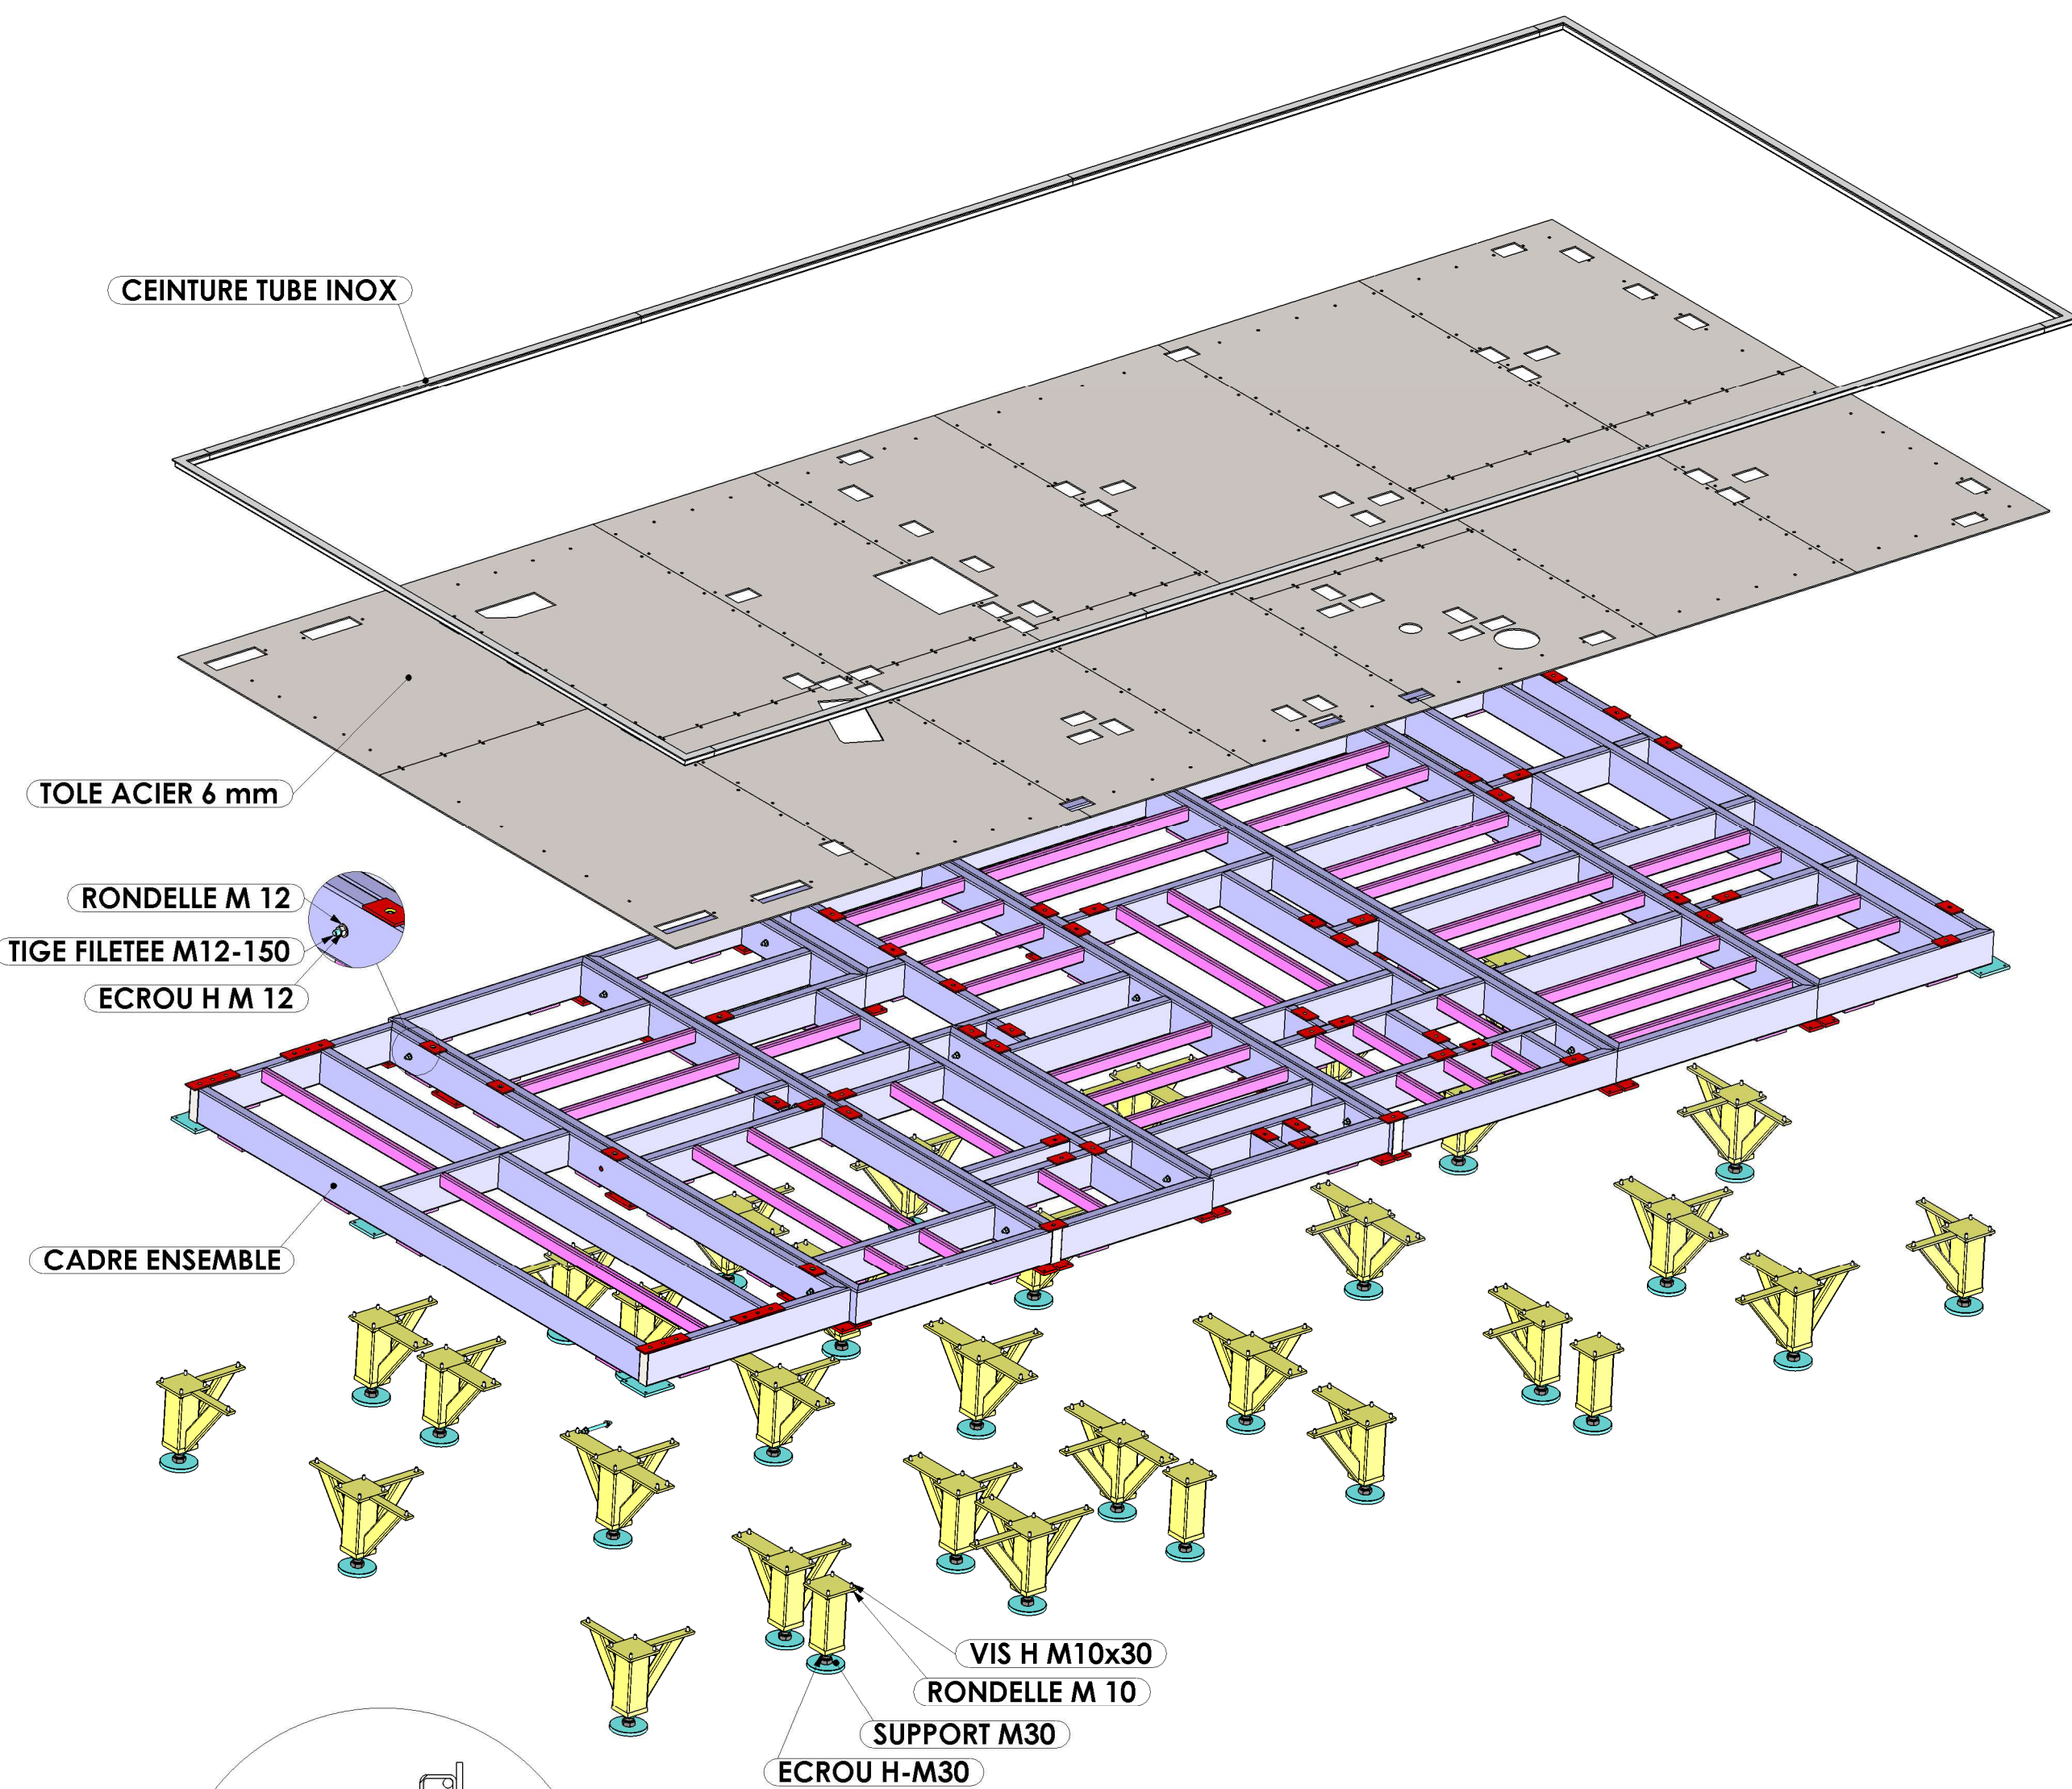 CEINTURE TUBE INOX
TOLE ACIER 6 mm
RONDELLE M 12
TIGE FILETEE M12-150
ECROU H M 12
CADRE ENSEMBLE
VIS H M10x30
RONDELLE M 10
SUPPORT M30
ECROU H-M30